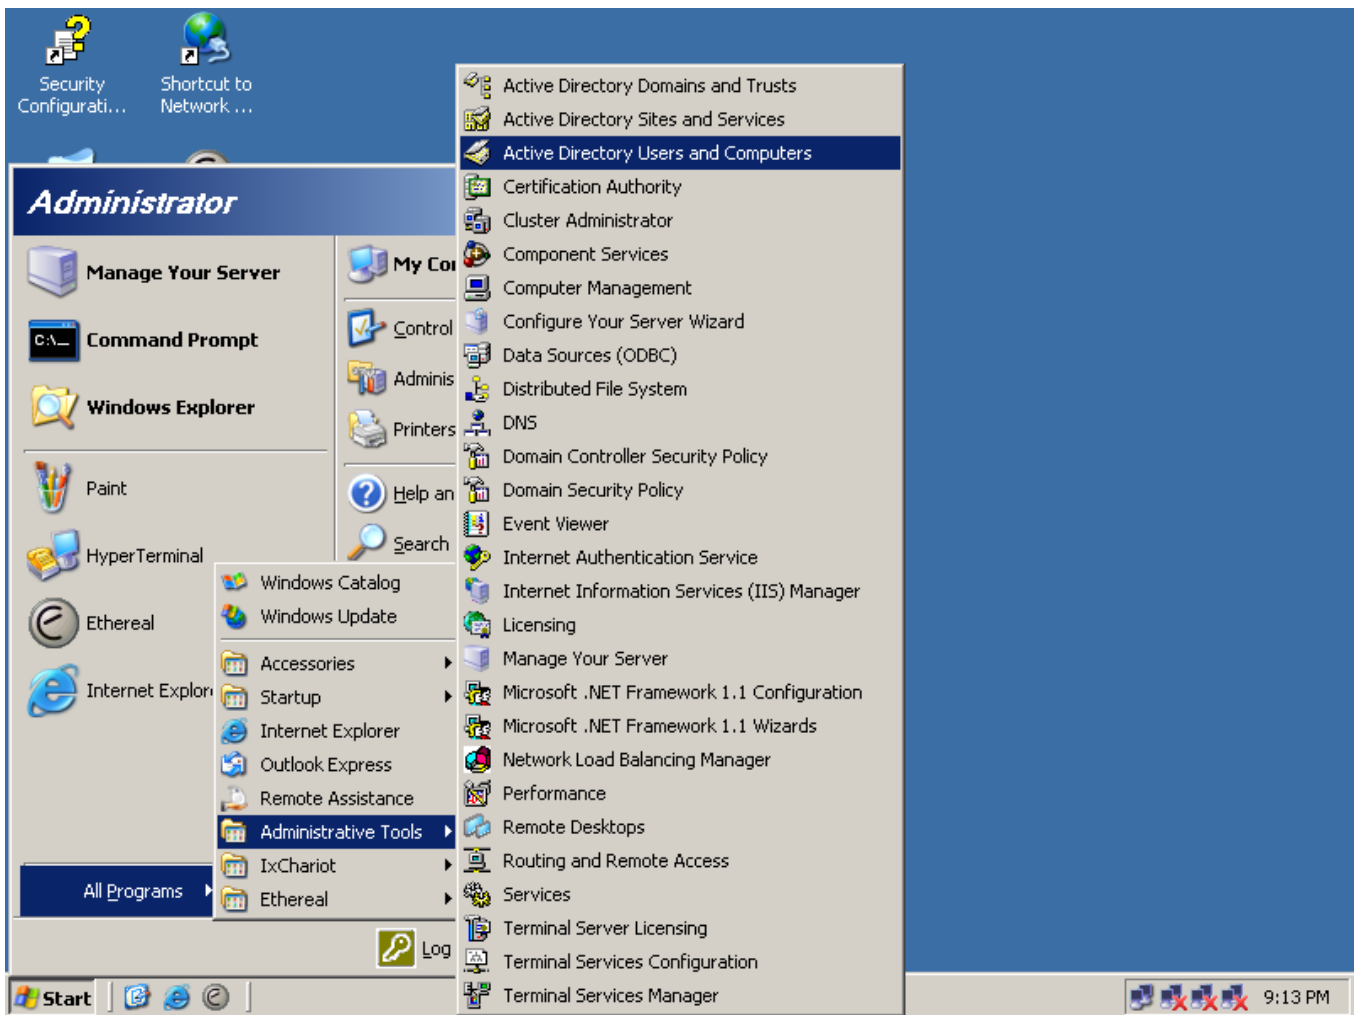 Security
Configurati...
Shortcut to
Network ...
Administrator
Manage Your Server
Command Prompt
Windows Explorer
Paint
HyperTerminal
Ethereal
Internet Explor
All Programs
My Co
Control
Adminis
Printers
Help an
Search
Log
Windows Catalog
Windows Update
Accessories
Startup
Internet Explorer
Outlook Express
Remote Assistance
Administrative Tools
IxChariot
Ethereal
Active Directory Domains and Trusts
Active Directory Sites and Services
Active Directory Users and Computers
Certification Authority
Cluster Administrator
Component Services
Computer Management
Configure Your Server Wizard
Data Sources (ODBC)
Distributed File System
DNS
Domain Controller Security Policy
Domain Security Policy
Event Viewer
Internet Authentication Service
Internet Information Services (IIS) Manager
Licensing
Manage Your Server
Microsoft .NET Framework 1.1 Configuration
Microsoft .NET Framework 1.1 Wizards
Network Load Balancing Manager
Performance
Remote Desktops
Routing and Remote Access
Services
Terminal Server Licensing
Terminal Services Configuration
Terminal Services Manager
Start
9:13 PM